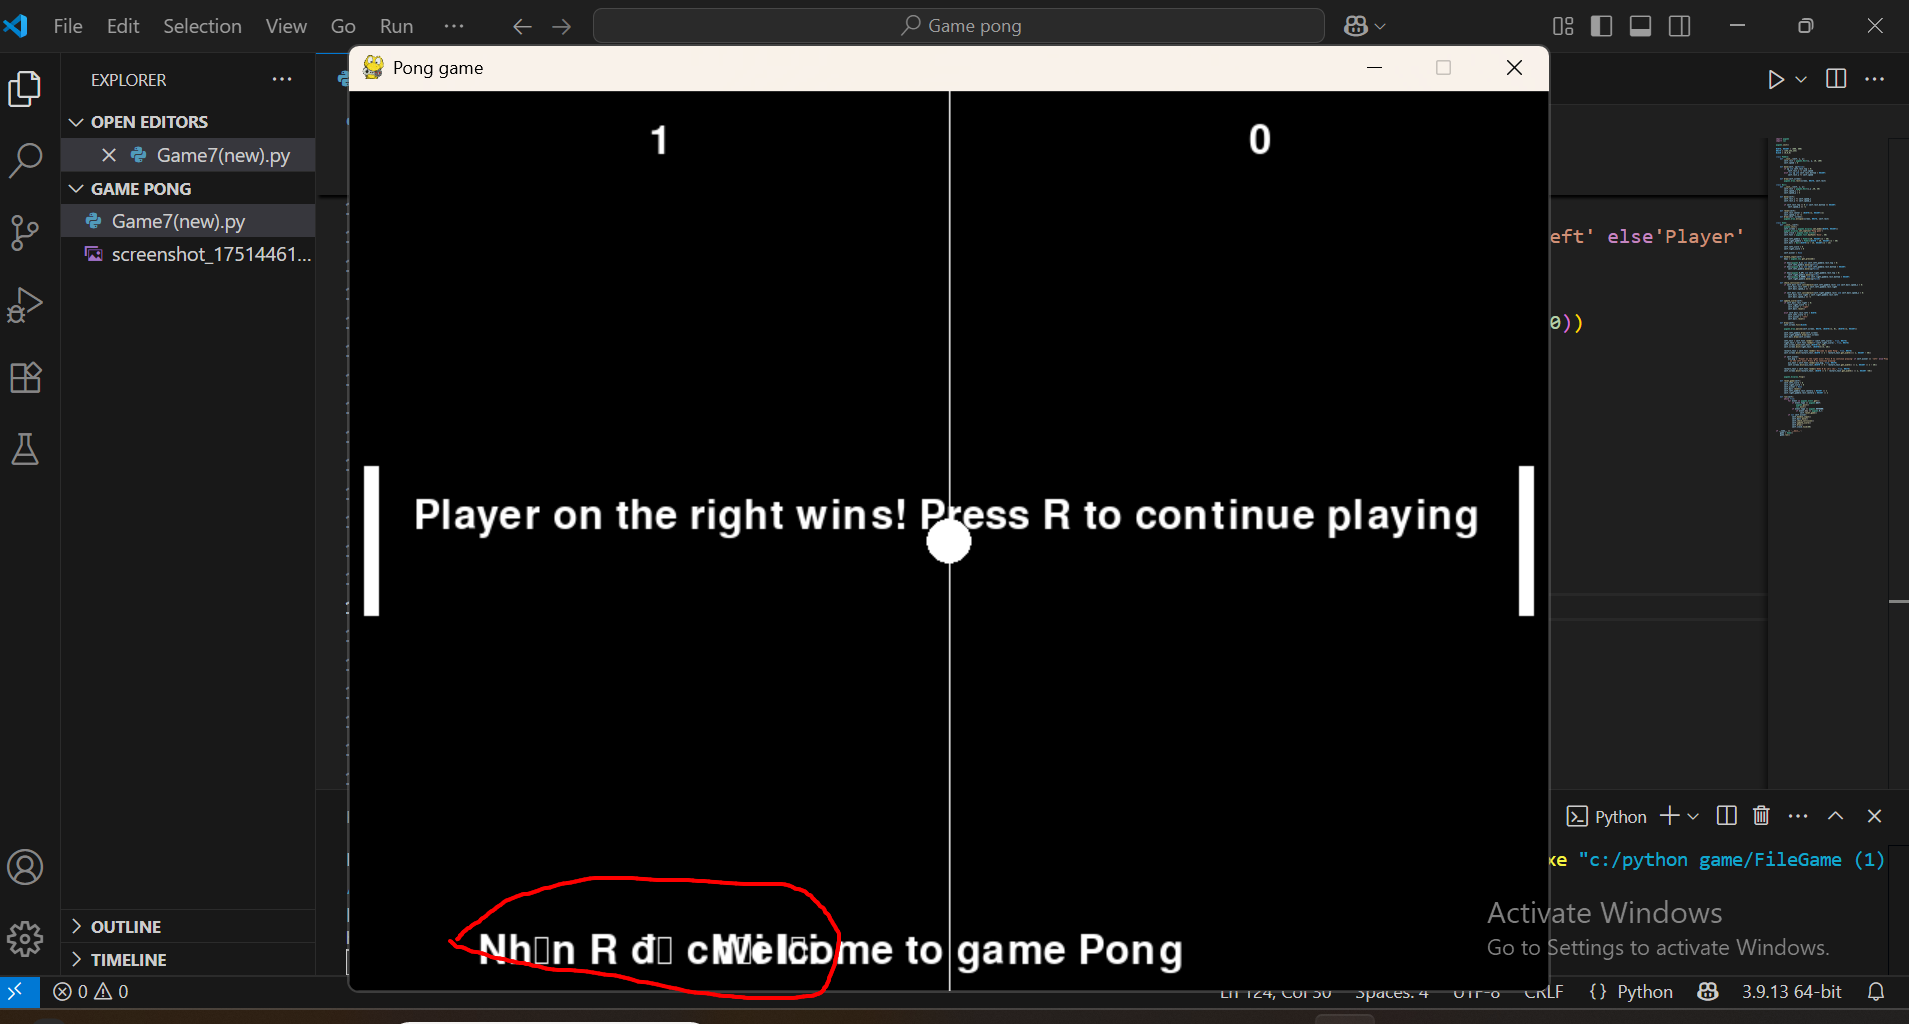 File Edit Selection View Go Run ...
Game pong
EXPLORER ...
Pong game
OPEN EDITORS
Game7(new).py
GAME PONG
Game7(new).py
screenshot_17514461...
1
0
eft' else'Player'
0))
Player on the right wins! Press R to continue playing
Python
xe "c:/python game/FileGame (1)
Activate Windows
Go to Settings to activate Windows.
Nh▯n R đ▯
Welcome to game Pong
OUTLINE
TIMELINE
0 0
Ln 124, Col 50 Spaces: 4 UTF-8 CRLF {} Python 3.9.13 64-bit